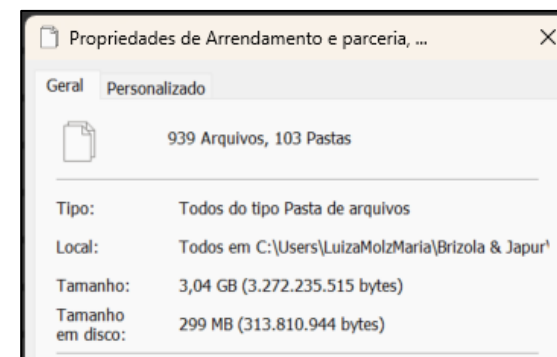 Propriedades de Arrendamento e parceria, ...
Geral Personalizado
939 Arquivos, 103 Pastas
Tipo: Todos do tipo Pasta de arquivos
Local: Todos em C:\Users\LuizaMolzMaria\Brizola & Japur\
Tamanho: 3,04 GB (3.272.235.515 bytes)
Tamanho
em disco: 299 MB (313.810.944 bytes)